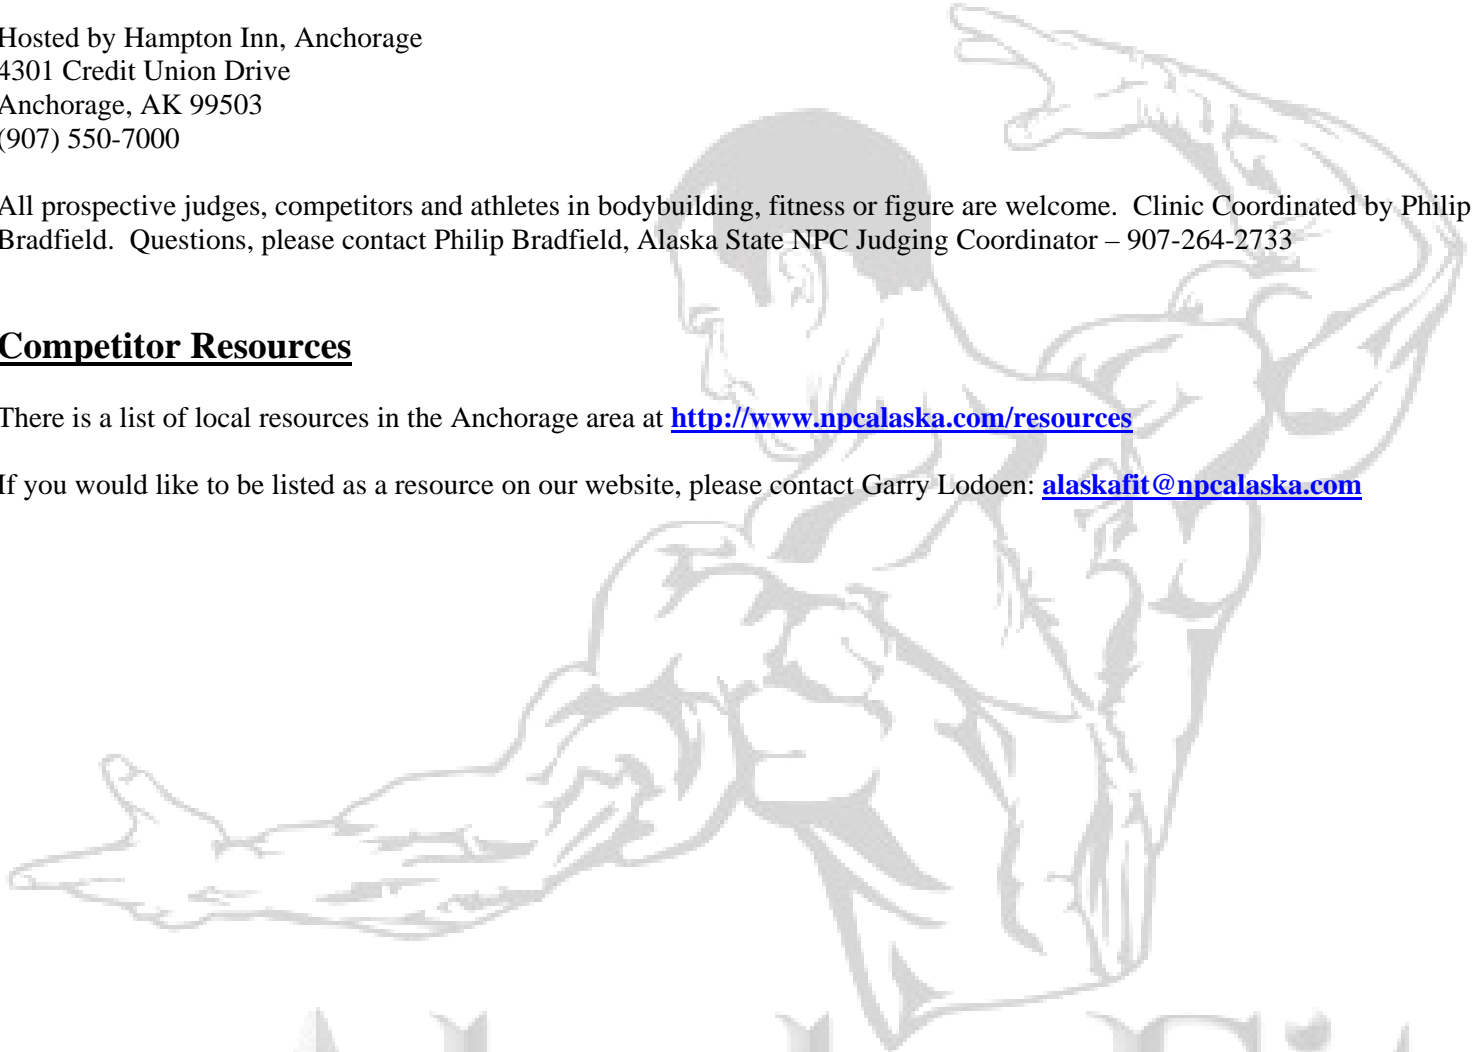 Hosted by Hampton Inn, Anchorage
4301 Credit Union Drive
Anchorage, AK 99503
(907) 550-7000
All prospective judges, competitors and athletes in bodybuilding, fitness or figure are welcome.  Clinic Coordinated by Philip
Bradfield.  Questions, please contact Philip Bradfield, Alaska State NPC Judging Coordinator – 907-264-2733
Competitor Resources
There is a list of local resources in the Anchorage area at http://www.npcalaska.com/resources
If you would like to be listed as a resource on our website, please contact Garry Lodoen: alaskafit@npcalaska.com